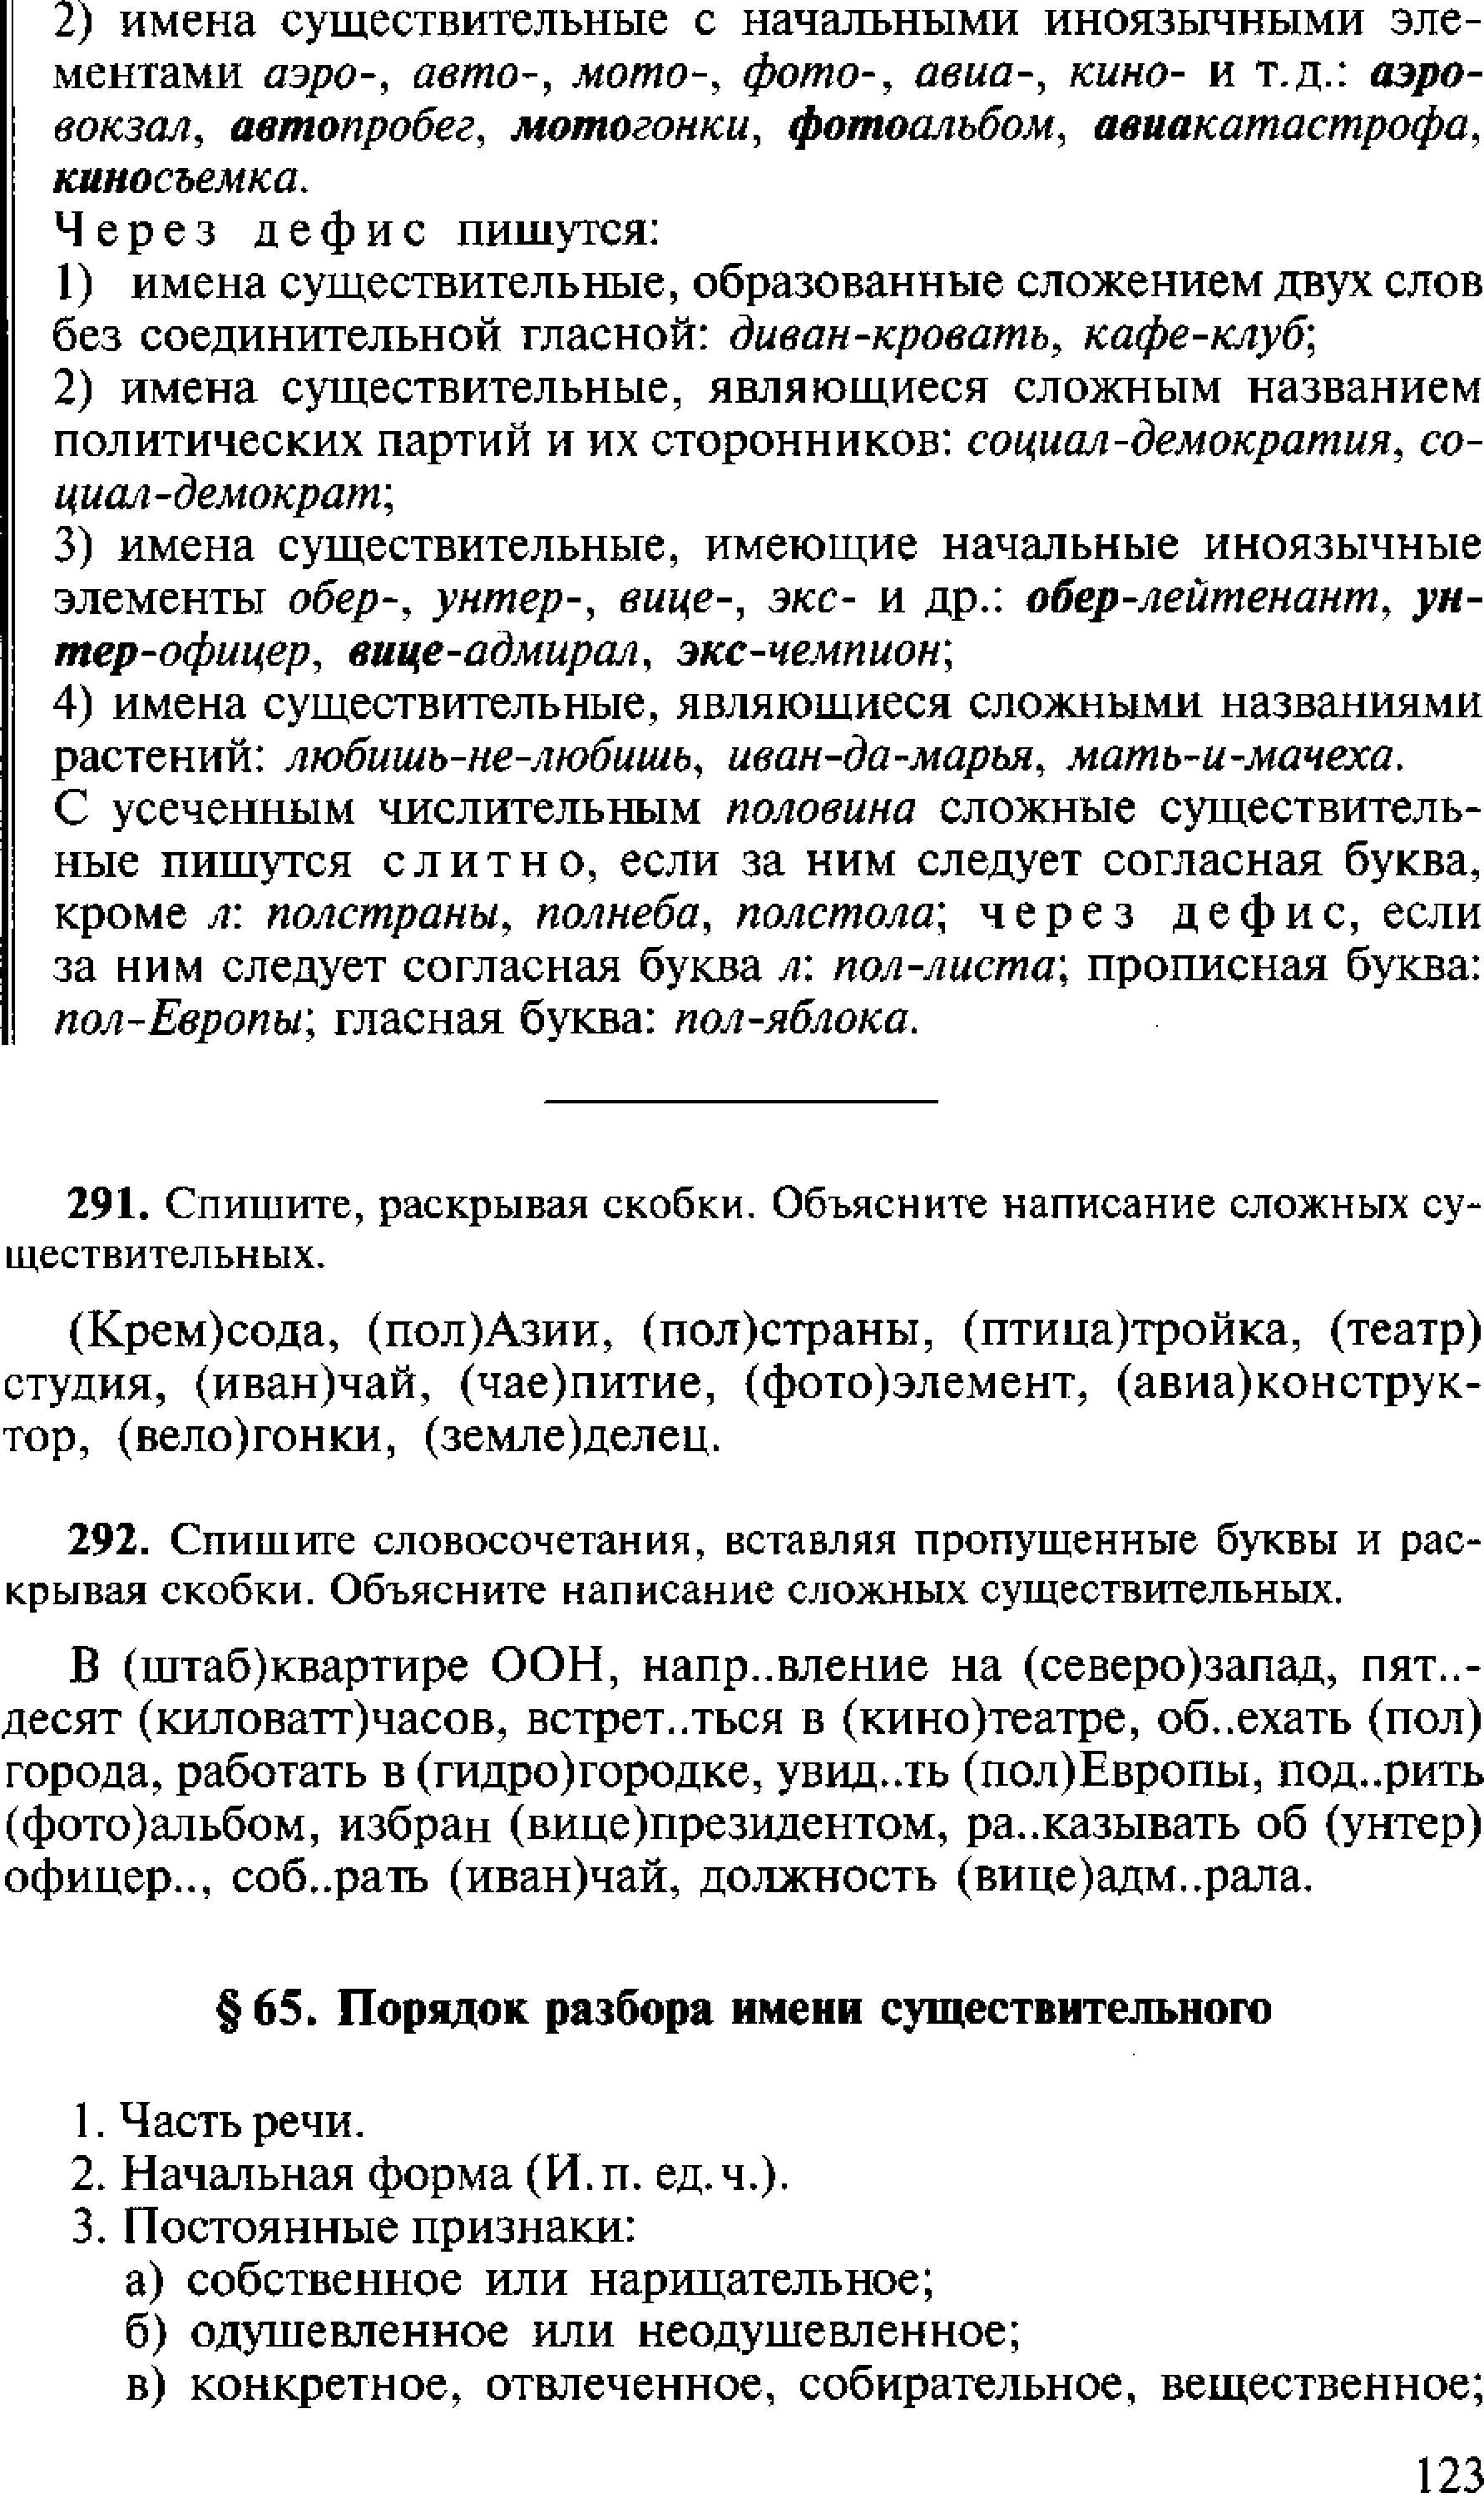 2) имена существительные с начальными иноязычными эле-
ментами аэро-, авто-, мото-, фото-, авиа-, кино- и т.д.: аэро-
вокзал, автопробег, мотогонки, фотоальбом, авиакатастрофа,
киносъемка.
Через дефис пишутся:
1) имена существительные, образованные сложением двух слов
без соединительной гласной: диван-кровать, кафе-клуб;
2) имена существительные, являющиеся сложным названием
политических партий и их сторонников: социал-демократия, со-
циал-демократ;
3) имена существительные, имеющие начальные иноязычные
элементы обер-, унтер-, вице-, экс- и др.: обер-лейтенант, ун-
тер-офицер, вице-адмирал, экс-чемпион;
4) имена существительные, являющиеся сложными названиями
растений: любишь-не-любишь, иван-да-марья, мать-и-мачеха.
С усеченным числительным половина сложные существитель-
ные пишутся слитно, если за ним следует согласная буква,
кроме л: полстраны, полнеба, полстола; через дефис, если
за ним следует согласная буква л: пол-листа; прописная буква:
пол-Европы; гласная буква: пол-яблока.
291. Спишите, раскрывая скобки. Объясните написание сложных су-
ществительных.
(Крем)сода, (пол)Азии, (пол)страны, (птица)тройка, (театр)
студия, (иван)чай, (чае)питие, (фото)элемент, (авиа)конструк-
тор, (вело)гонки, (земле)делец.
292. Спишите словосочетания, вставляя пропущенные буквы и рас-
крывая скобки. Объясните написание сложных существительных.
В (штаб)квартире ООН, напр..вление на (северо)запад, пят..-
десят (киловатт)часов, встрет..ться в (кино)театре, об..ехать (пол)
города, работать в (гидро)городке, увид..ть (пол)Европы, под..рить
(фото)альбом, избран (вице)президентом, ра..казывать об (унтер)
офицер.., соб..рать (иван)чай, должность (вице)адм..рала.
§ 65. Порядок разбора имени существительного
1. Часть речи.
2. Начальная форма (И.п. ед.ч.).
3. Постоянные признаки:
а) собственное или нарицательное;
б) одушевленное или неодушевленное;
в) конкретное, отвлеченное, собирательное, вещественное;
123